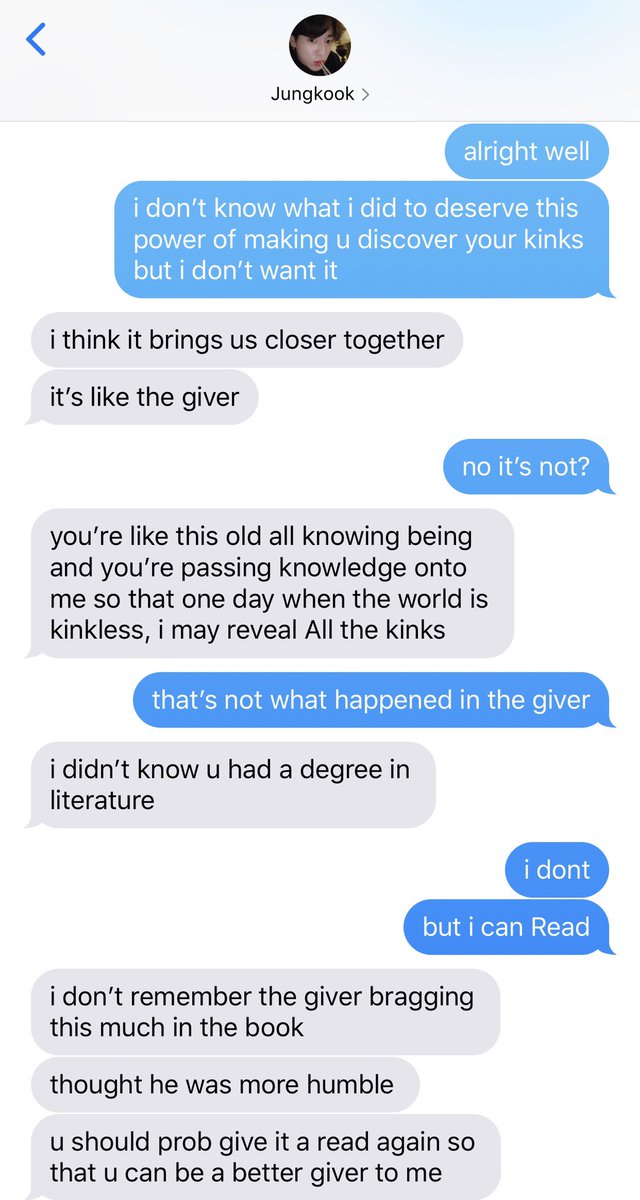 Jungkook
alright well
i don’t know what i did to deserve this
power of making u discover your kinks
but i don’t want it
i think it brings us closer together
it’s like the giver
no it’s not?
you’re like this old all knowing being
and you’re passing knowledge onto
me so that one day when the world is
kinkless, i may reveal All the kinks
that’s not what happened in the giver
i didn’t know u had a degree in
literature
i dont
but i can Read
i don’t remember the giver bragging
this much in the book
thought he was more humble
u should prob give it a read again so
that u can be a better giver to me